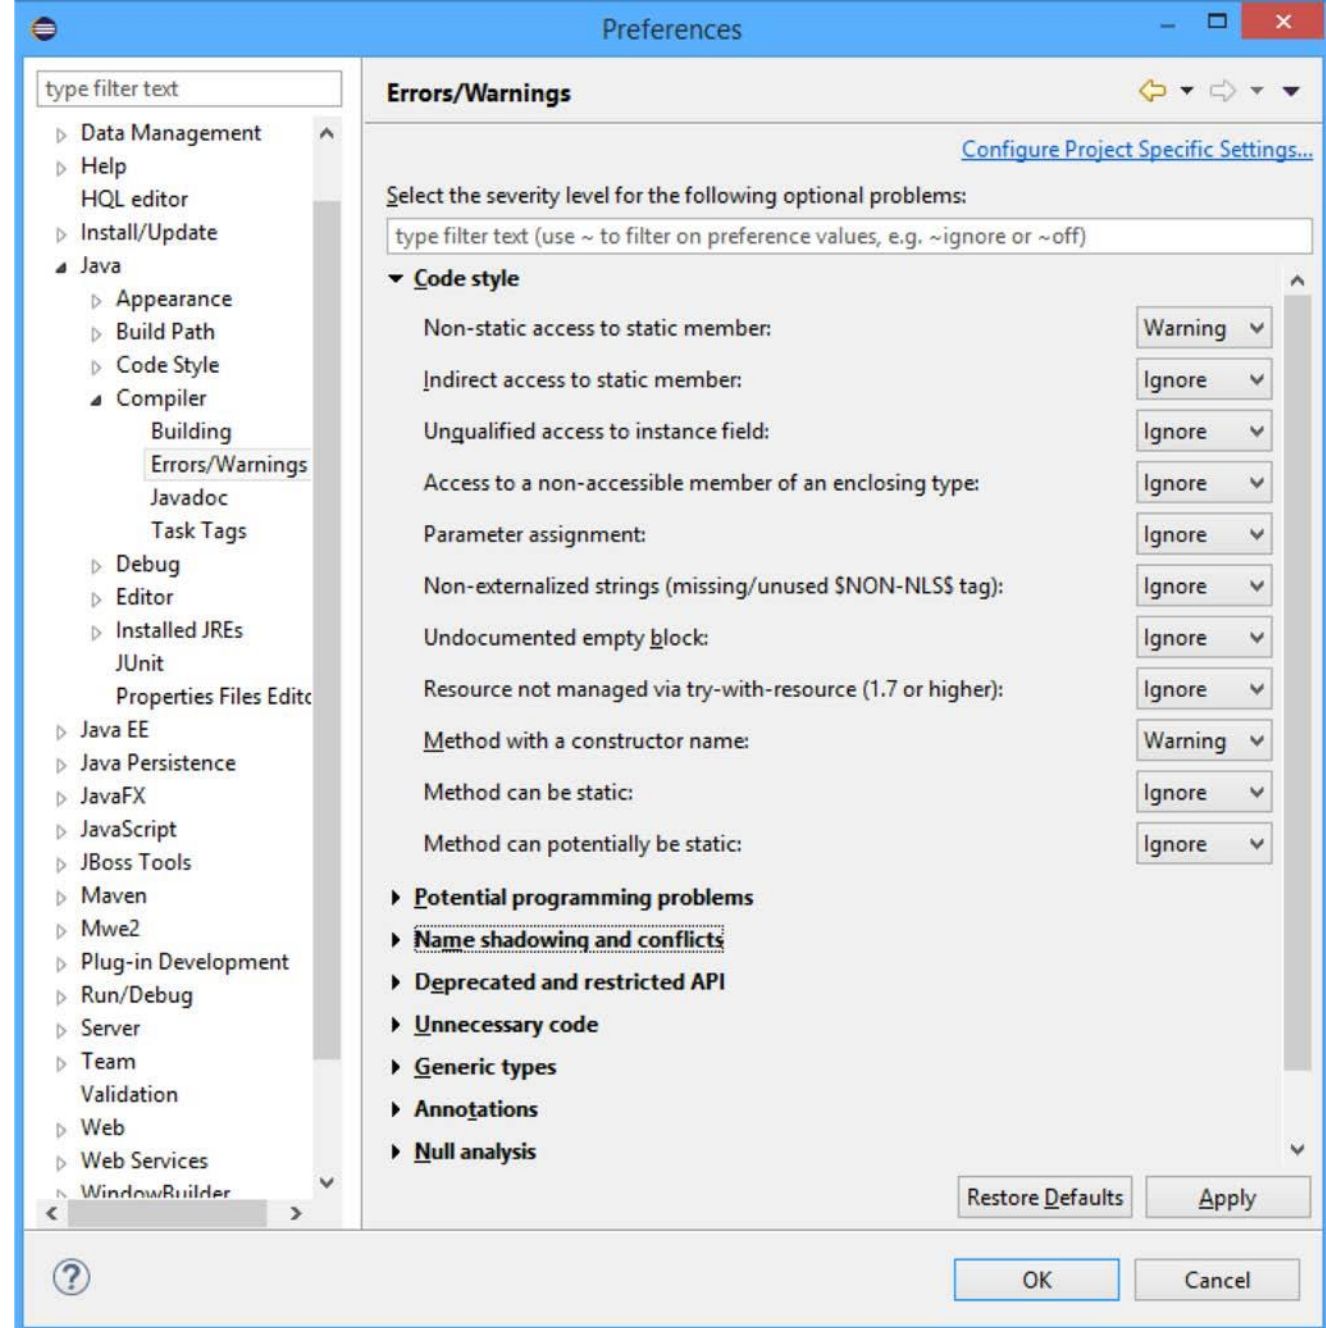 Preferences
type filter text
Data Management
Help
HQL editor
Install/Update
Java
Appearance
Build Path
Code Style
Compiler
Building
Errors/Warnings
Javadoc
Task Tags
Debug
Editor
Installed JREs
JUnit
Properties Files Edito
Java EE
Java Persistence
JavaFX
JavaScript
JBoss Tools
Maven
Mwe2
Plug-in Development
Run/Debug
Server
Team
Validation
Web
Web Services
WindowBuilder
Errors/Warnings
Configure Project Specific Settings...
Select the severity level for the following optional problems:
type filter text (use ~ to filter on preference values, e.g. ~ignore or ~off)
Code style
Non-static access to static member: Warning
Indirect access to static member: Ignore
Unqualified access to instance field: Ignore
Access to a non-accessible member of an enclosing type: Ignore
Parameter assignment: Ignore
Non-externalized strings (missing/unused $NON-NLS$ tag): Ignore
Undocumented empty block: Ignore
Resource not managed via try-with-resource (1.7 or higher): Ignore
Method with a constructor name: Warning
Method can be static: Ignore
Method can potentially be static: Ignore
Potential programming problems
Name shadowing and conflicts
Deprecated and restricted API
Unnecessary code
Generic types
Annotations
Null analysis
Restore Defaults Apply
? OK Cancel